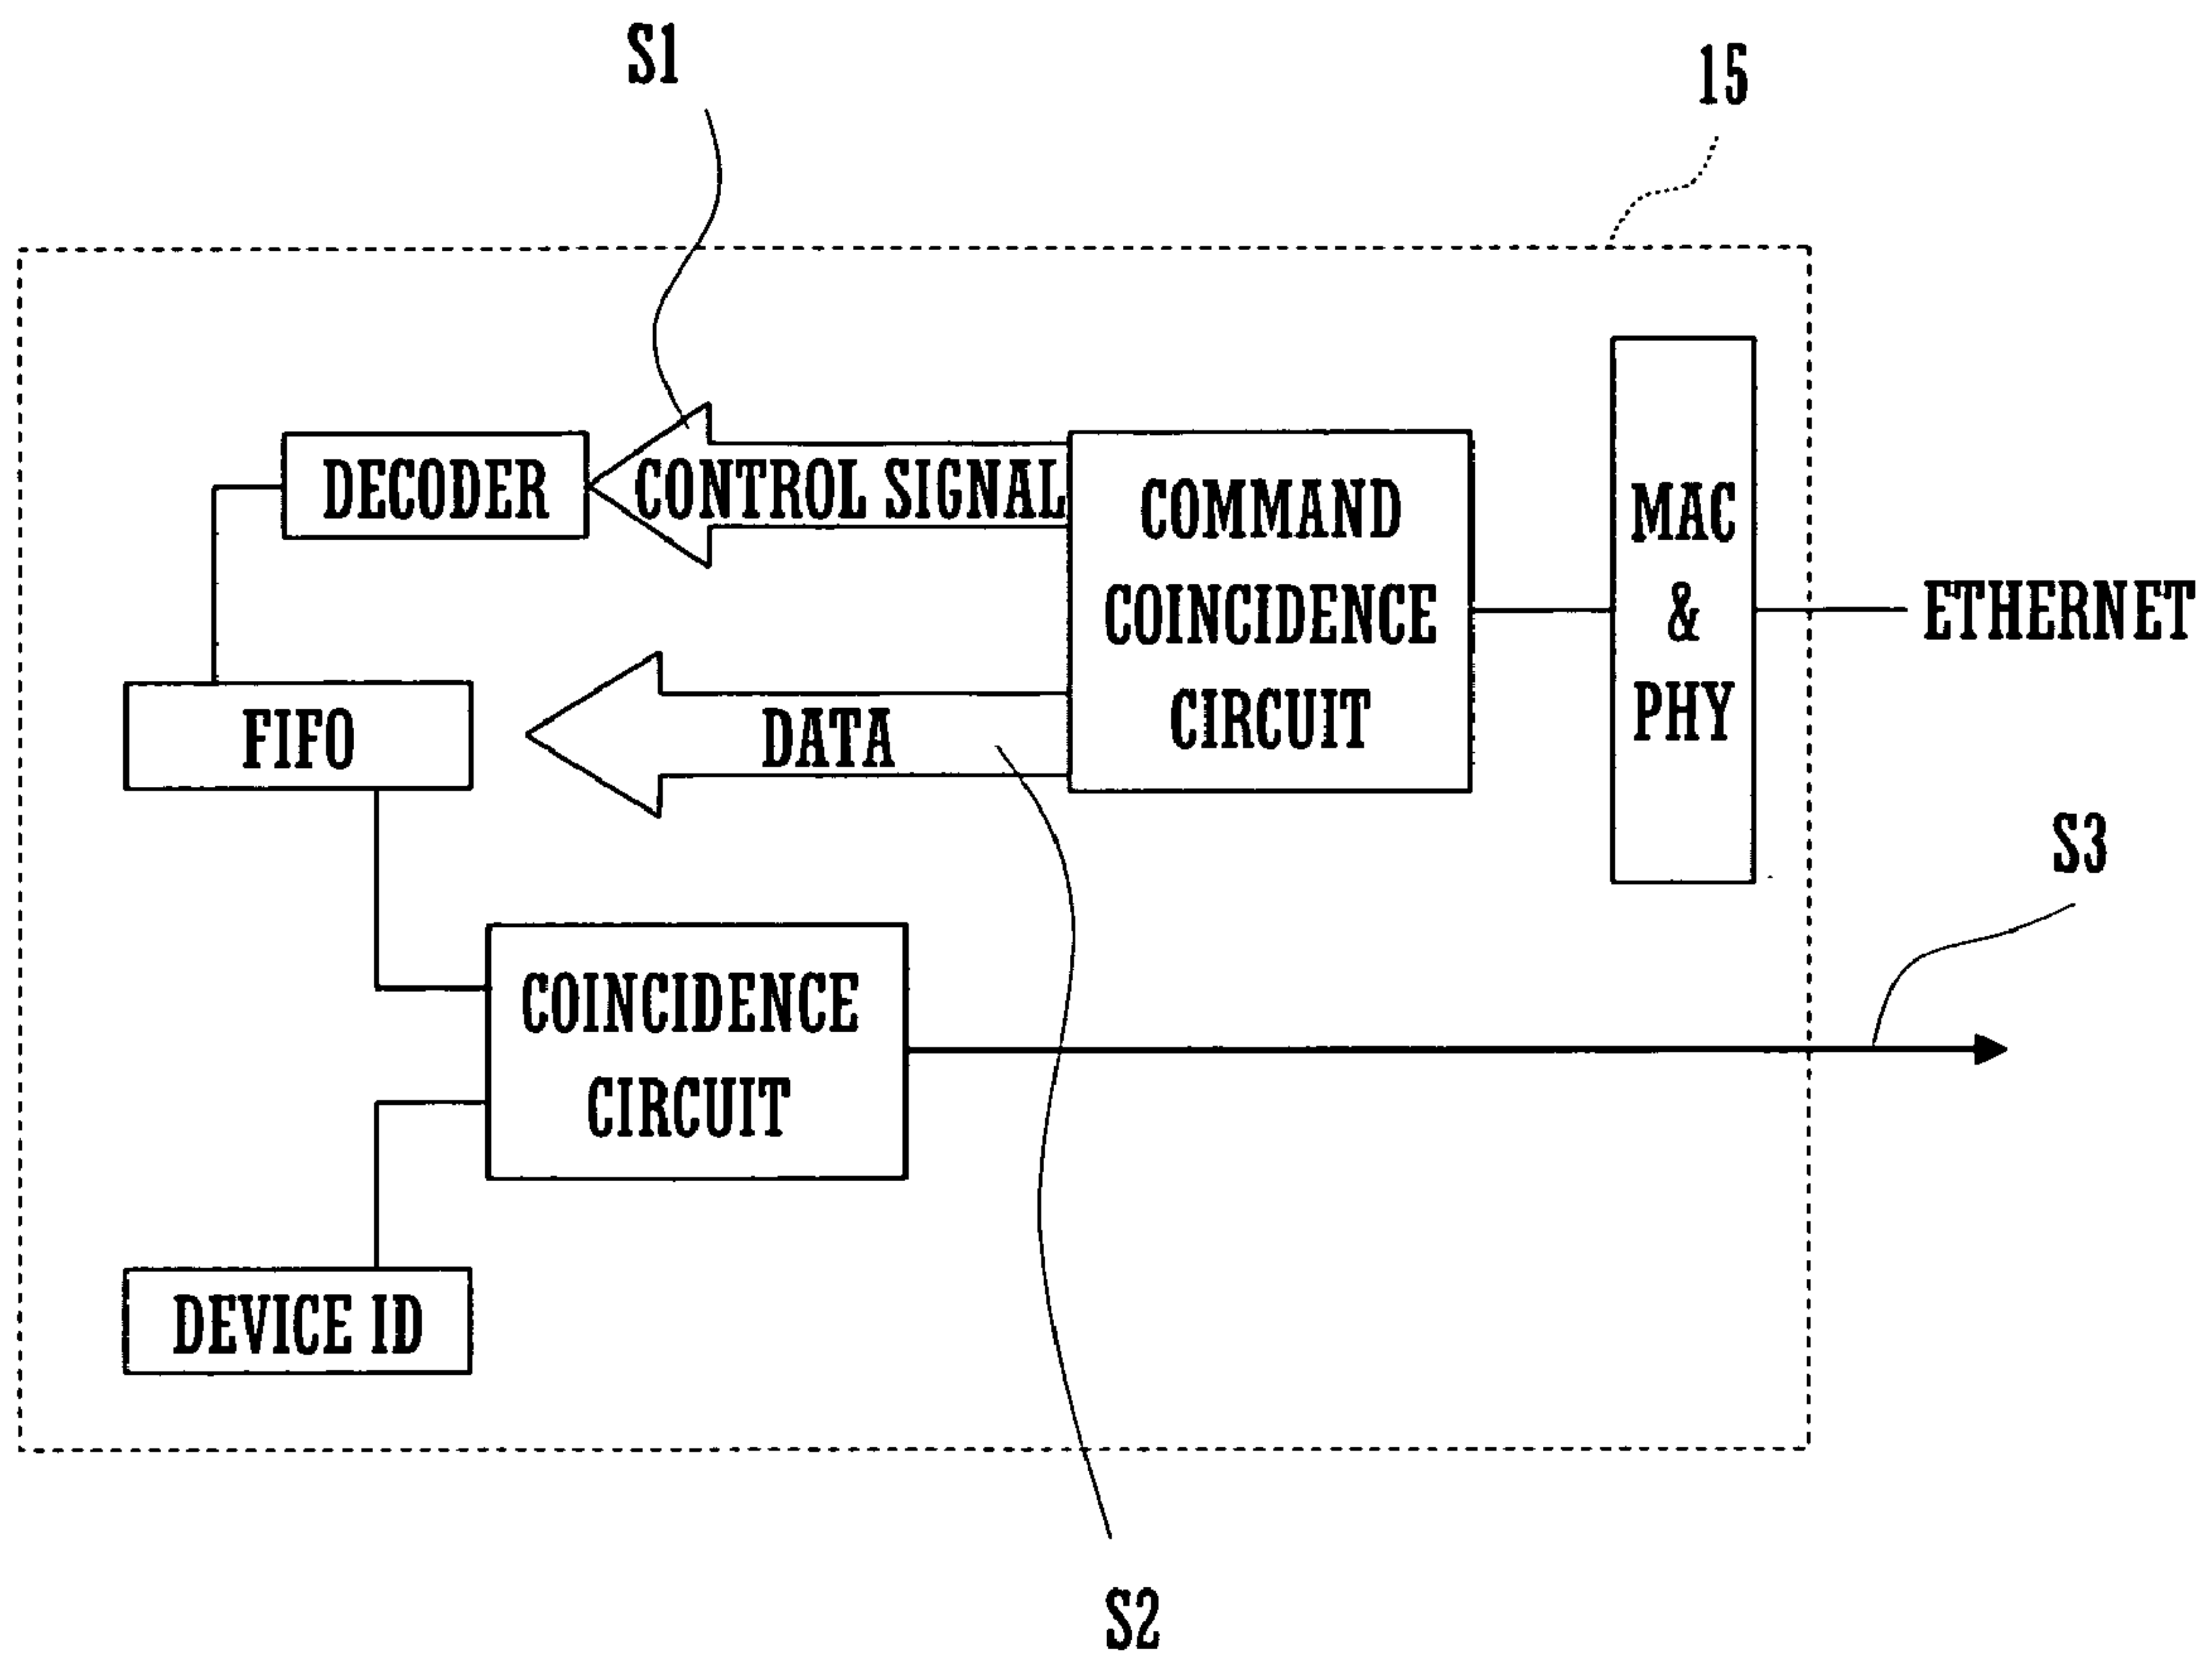 S1
15
DECODER
CONTROL SIGNAL
COMMAND
COINCIDENCE
CIRCUIT
MAC
&
PHY
ETHERNET
FIFO
DATA
S3
COINCIDENCE
CIRCUIT
DEVICE ID
S2